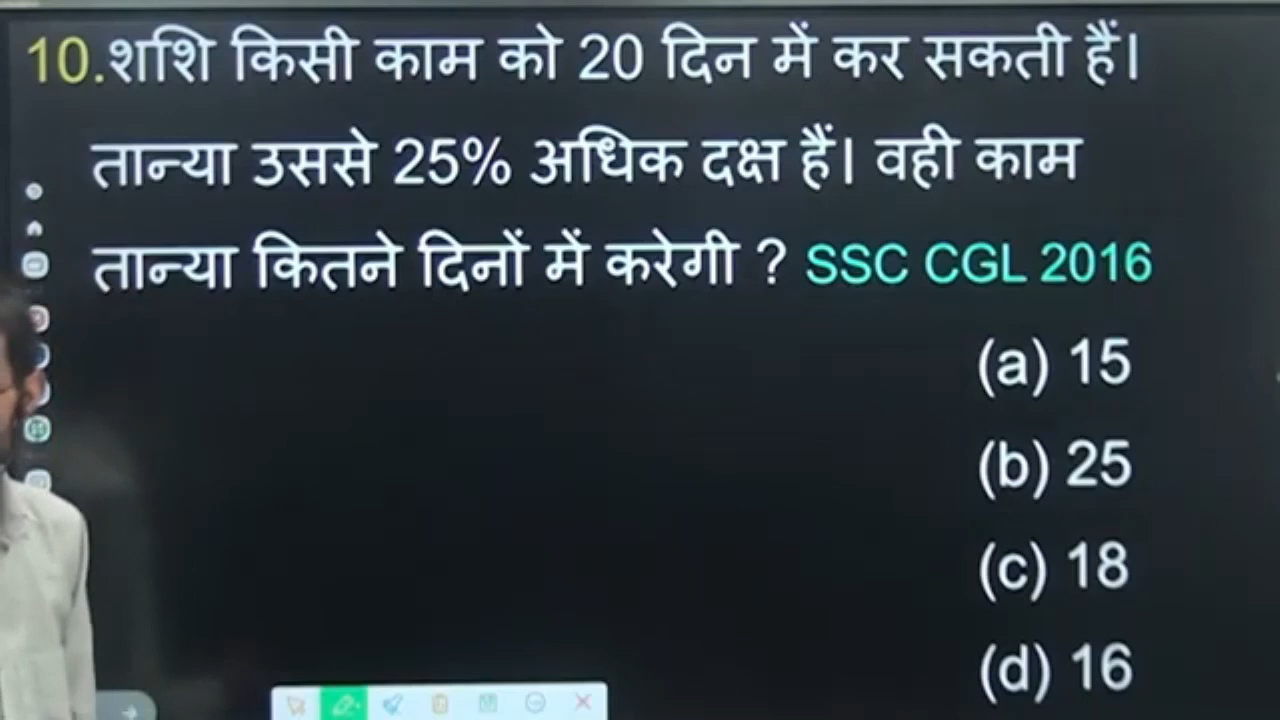 10.शशि किसी काम को 20 दिन में कर सकती हैं।
तान्या उससे 25% अधिक दक्ष हैं। वही काम
तान्या कितने दिनों में करेगी ? SSC CGL 2016
(a) 15
(b) 25
(c) 18
(d) 16